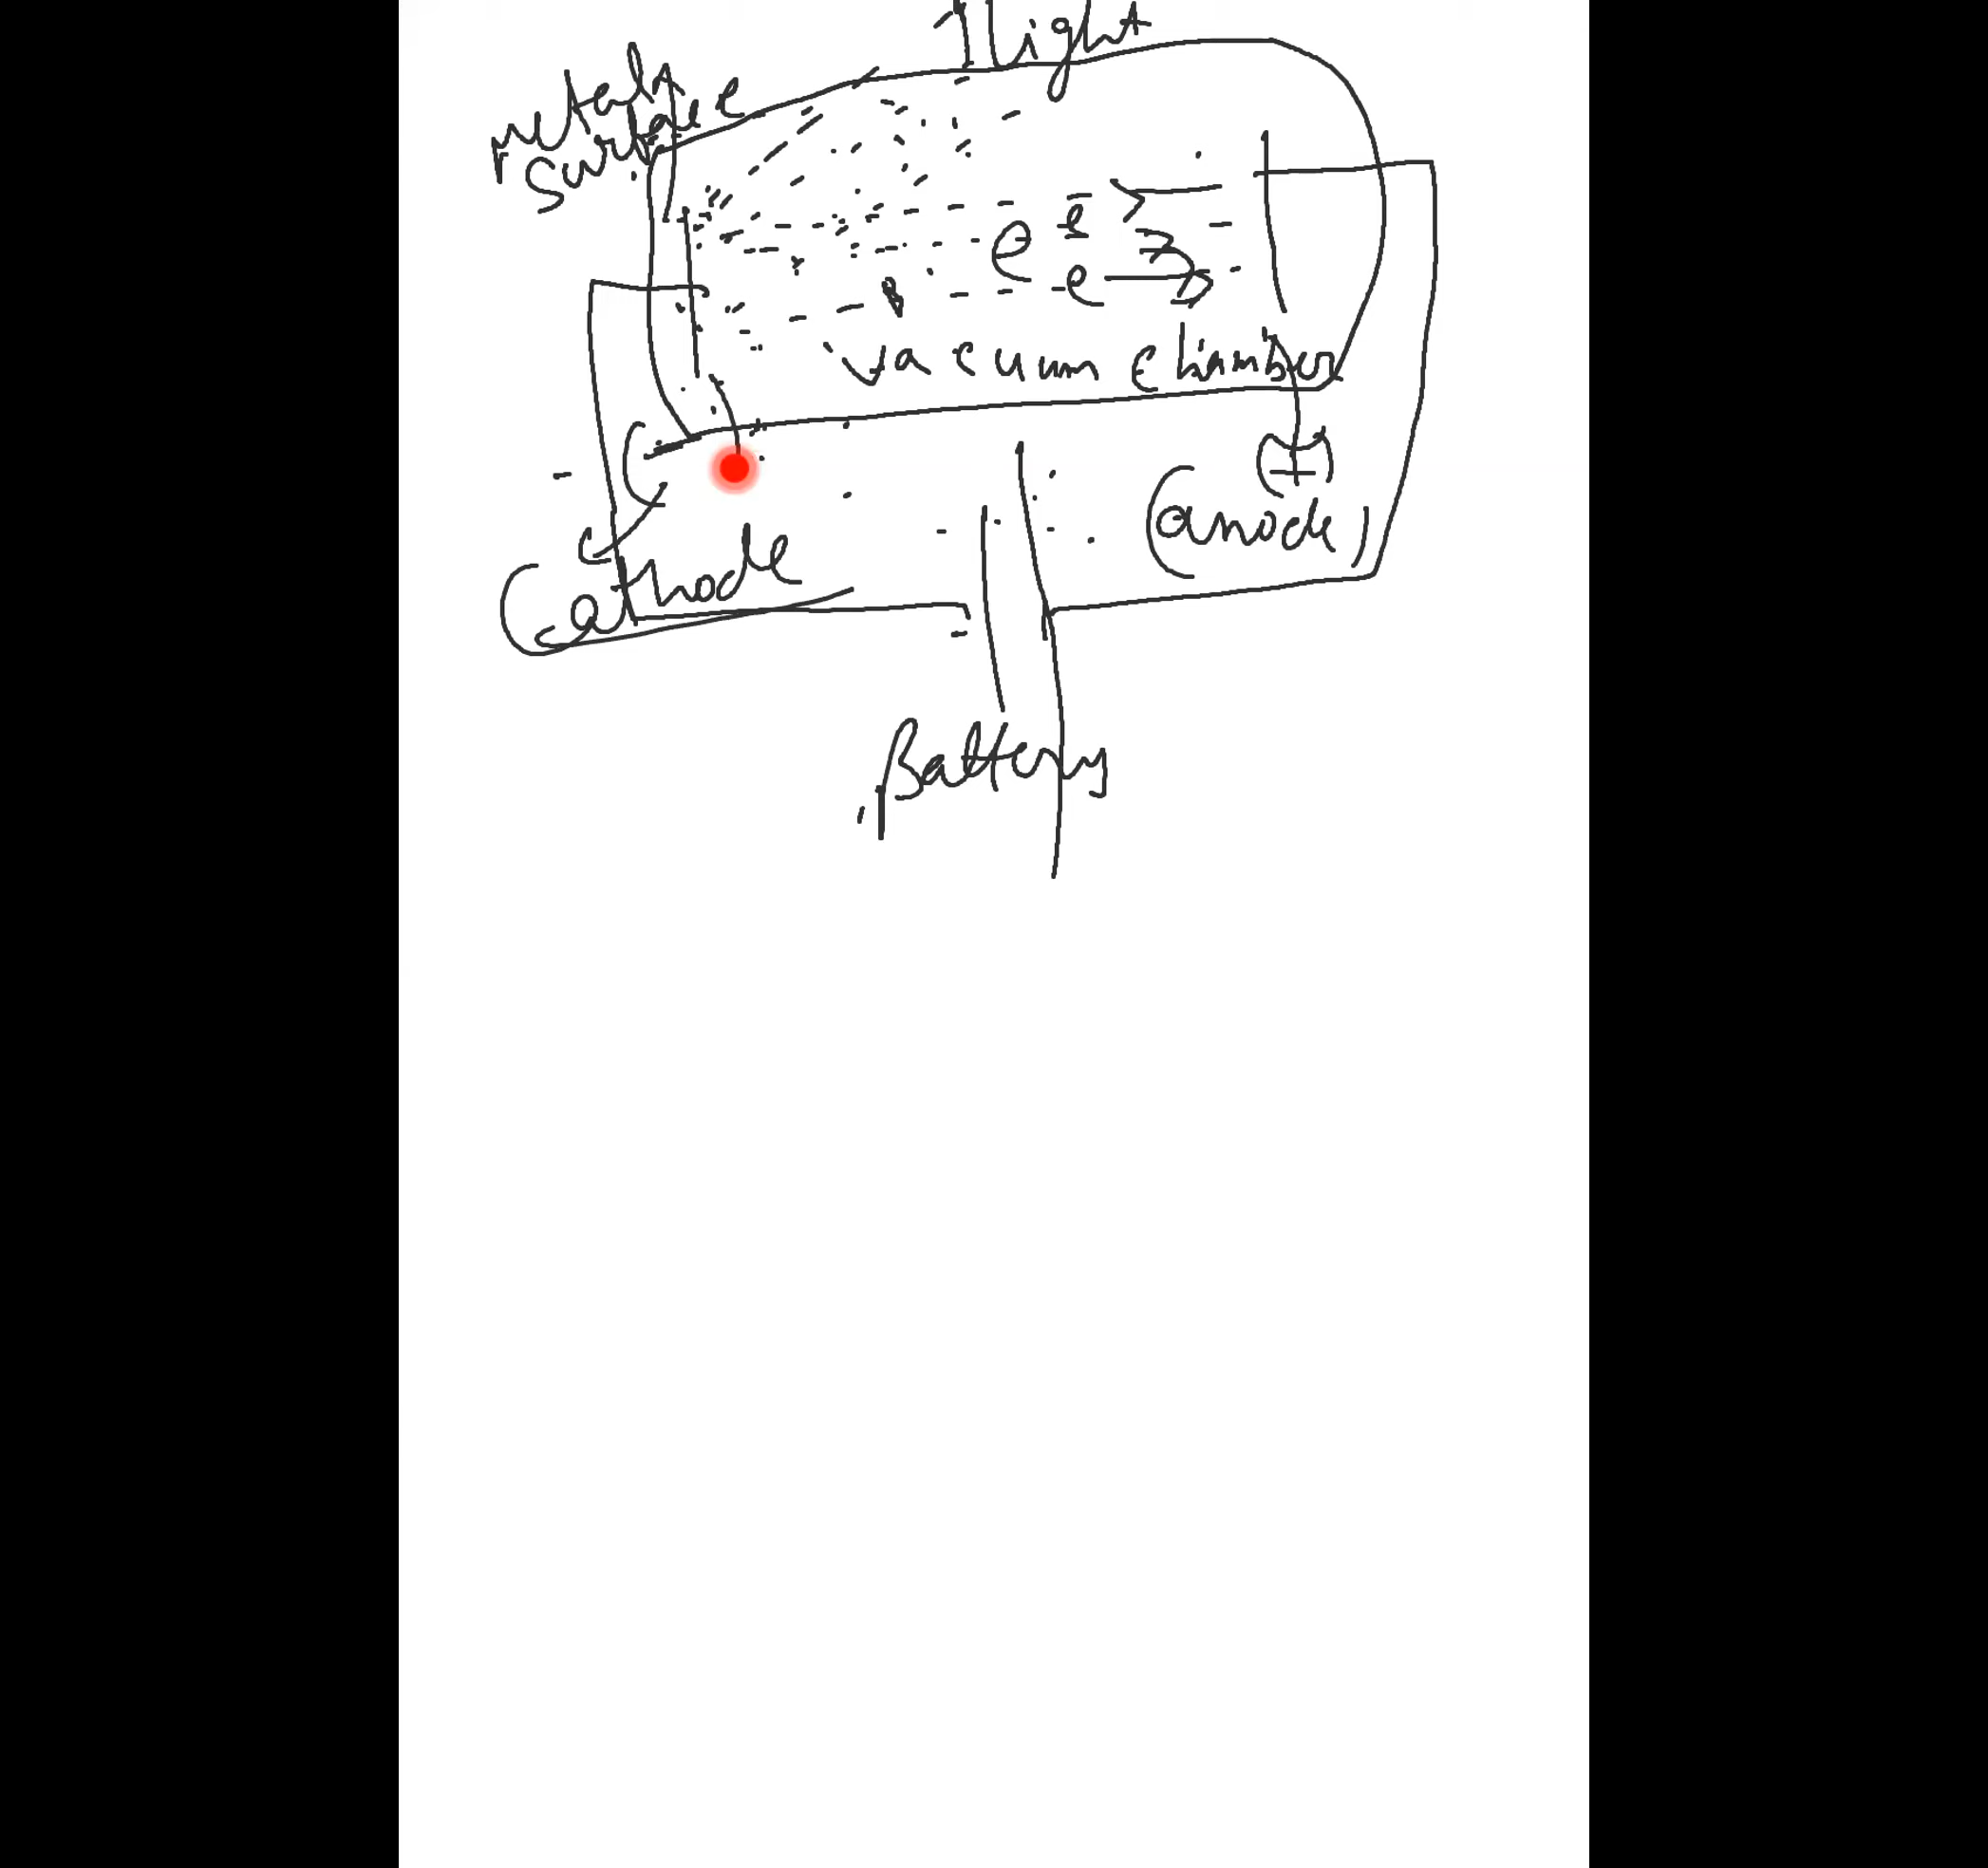 light
metal
Surface
e e
e
vacuum chamber
(+)
(-)
(anode)
Cathode
Battery